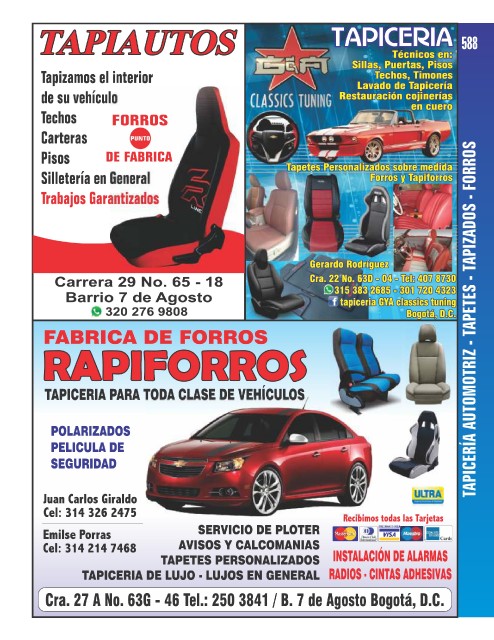 TAPIAUTOS
Tapizamos el interior
de su vehículo
Techos
Carteras
Pisos
Silletería en General
Trabajos Garantizados
FORROS
PUNTO
DE FABRICA
Carrera 29 No. 65 - 18
Barrio 7 de Agosto
320 276 9808
G&A
CLASSICS TUNING
TAPICERIA
Técnicos en:
Sillas, Puertas, Pisos
Techos, Timones
Lavado de Tapicería
Restauración cojinerías
en cuero
Tapetes Personalizados sobre medida
Forros y Tapiforros
Gerardo Rodríguez
Cra. 22 No. 63D - 04 - Tel: 407 8730
315 383 2685 - 301 720 4323
tapiceria GYA classics tuning
Bogotá, D.C.
588
TAPICERÍA AUTOMOTRIZ - TAPETES - TAPIZADOS - FORROS
FABRICA DE FORROS
RAPIFORROS
TAPICERIA PARA TODA CLASE DE VEHÍCULOS
POLARIZADOS
PELICULA DE
SEGURIDAD
Juan Carlos Giraldo
Cel: 314 326 2475
Emilse Porras
Cel: 314 214 7468
ULTRA
Recibimos todas las Tarjetas
VISA
SERVICIO DE PLOTER
AVISOS Y CALCOMANIAS
TAPETES PERSONALIZADOS
TAPICERIA DE LUJO - LUJOS EN GENERAL
INSTALACIÓN DE ALARMAS
RADIOS - CINTAS ADHESIVAS
Cra. 27 A No. 63G - 46 Tel.: 250 3841 / B. 7 de Agosto Bogotá, D.C.